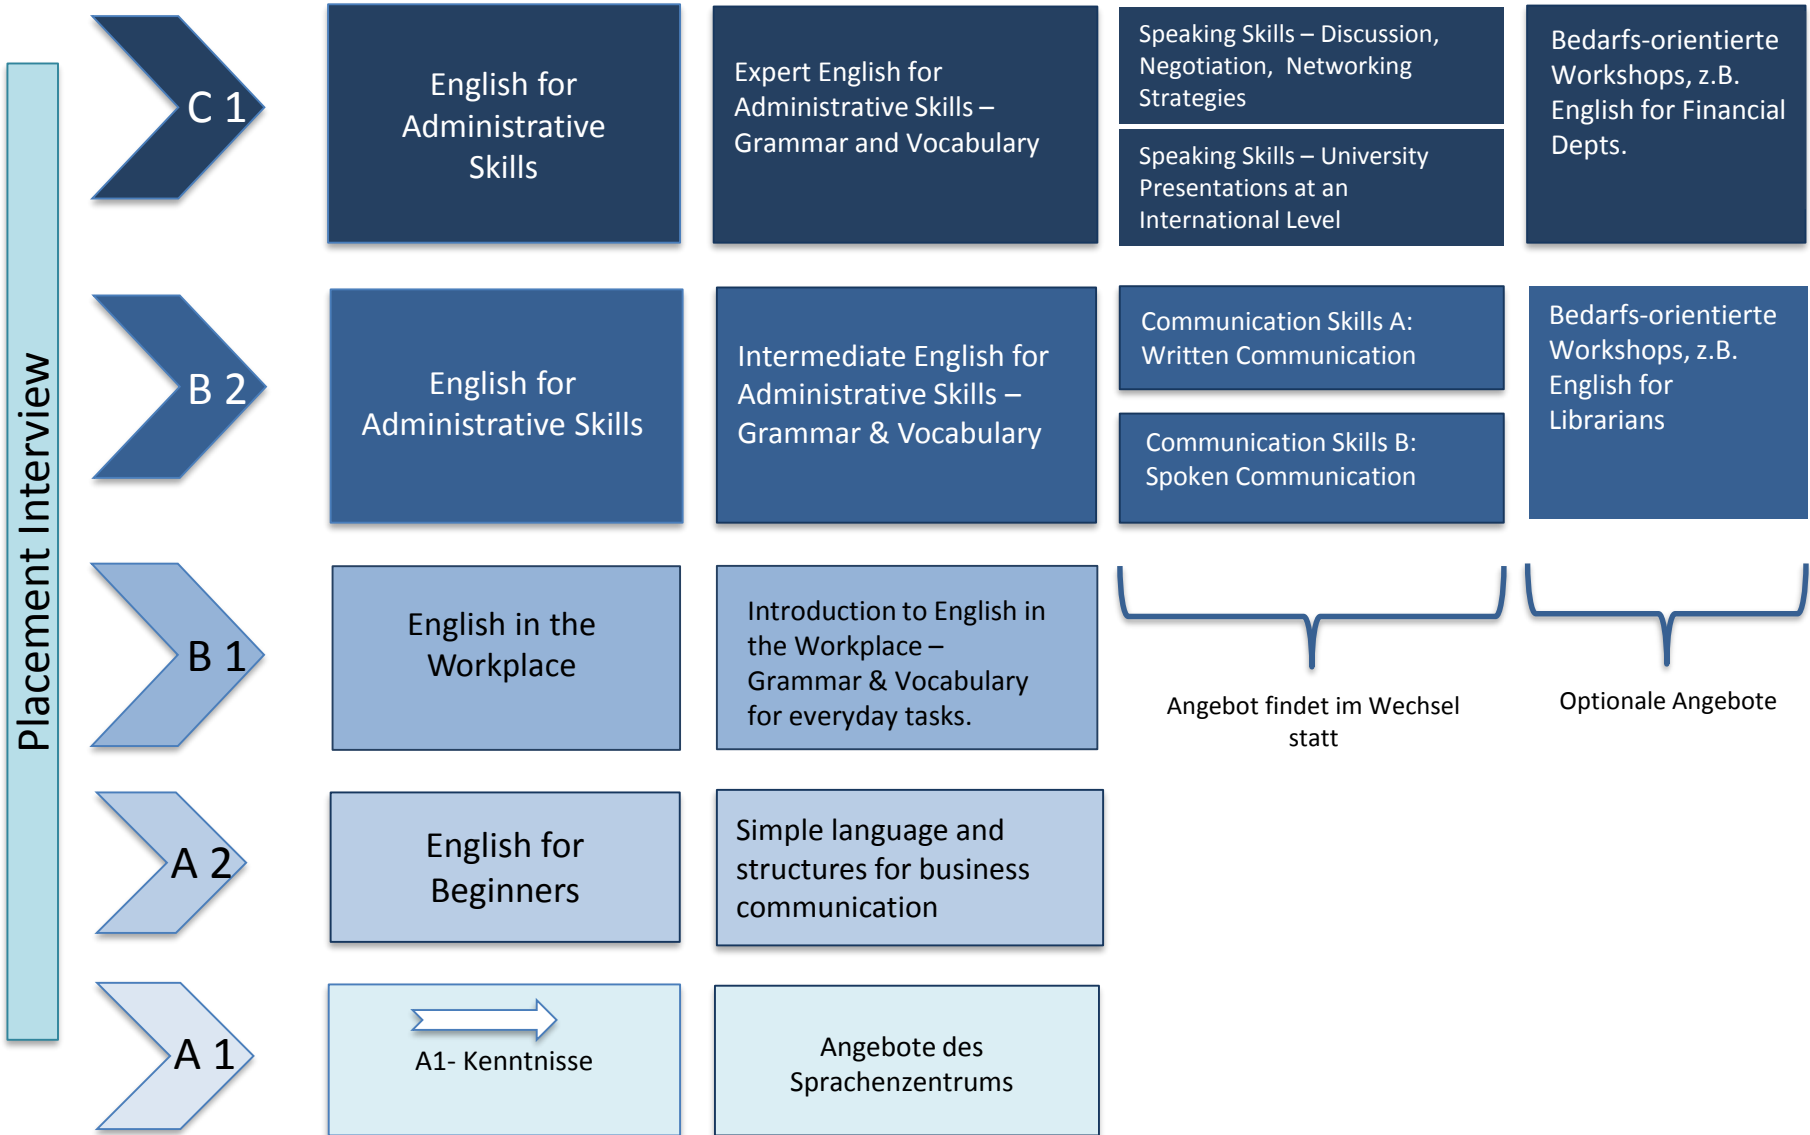 Placement Interview
C 1
English for
Administrative
Skills
Expert English for
Administrative Skills –
Grammar and Vocabulary
Speaking Skills – Discussion,
Negotiation, Networking
Strategies
Speaking Skills – University
Presentations at an
International Level
Bedarfs-orientierte
Workshops, z.B.
English for Financial
Depts.
B 2
English for
Administrative Skills
Intermediate English for
Administrative Skills –
Grammar & Vocabulary
Communication Skills A:
Written Communication
Communication Skills B:
Spoken Communication
Bedarfs-orientierte
Workshops, z.B.
English for
Librarians
B 1
English in the
Workplace
Introduction to English in
the Workplace –
Grammar & Vocabulary
for everyday tasks.
Angebot findet im Wechsel
statt
Optionale Angebote
A 2
English for
Beginners
Simple language and
structures for business
communication
A 1
A1- Kenntnisse
Angebote des
Sprachenzentrums